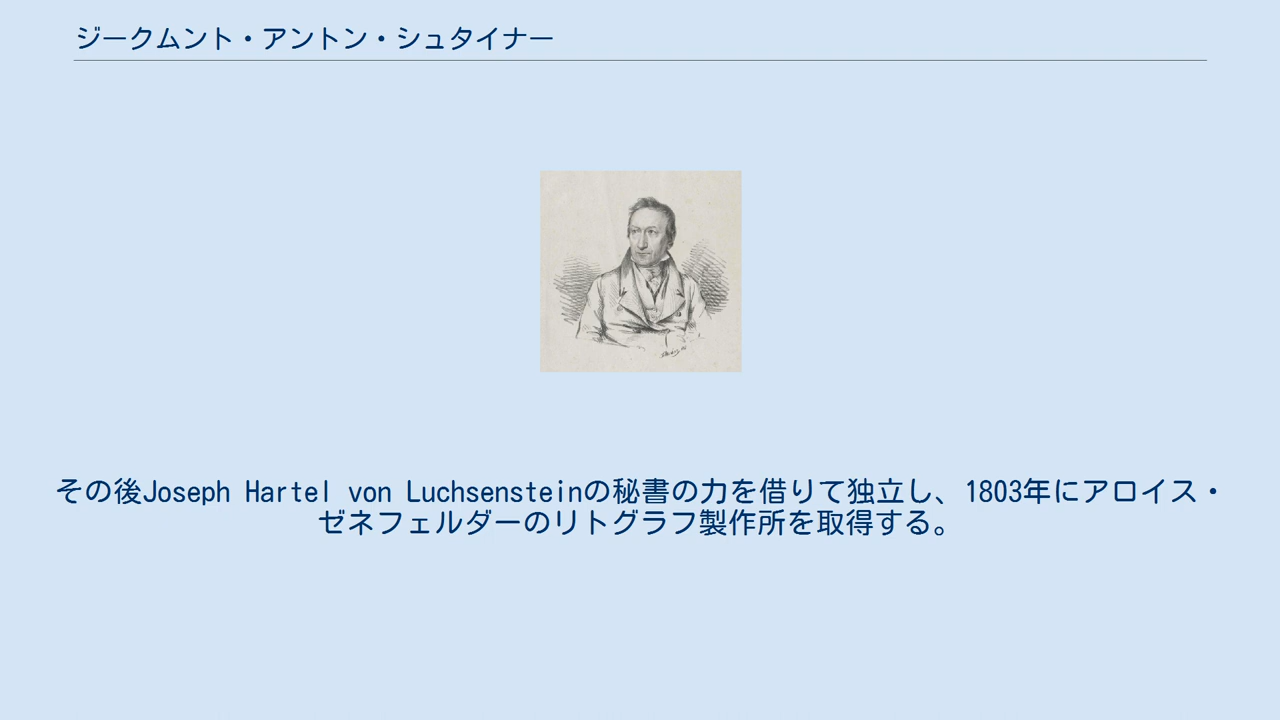 ジークムント・アントン・シュタイナー
その後Joseph Hartel von Luchsensteinの秘書の力を借りて独立し、1803年にアロイス・
ゼネフェルダーのリトグラフ製作所を取得する。